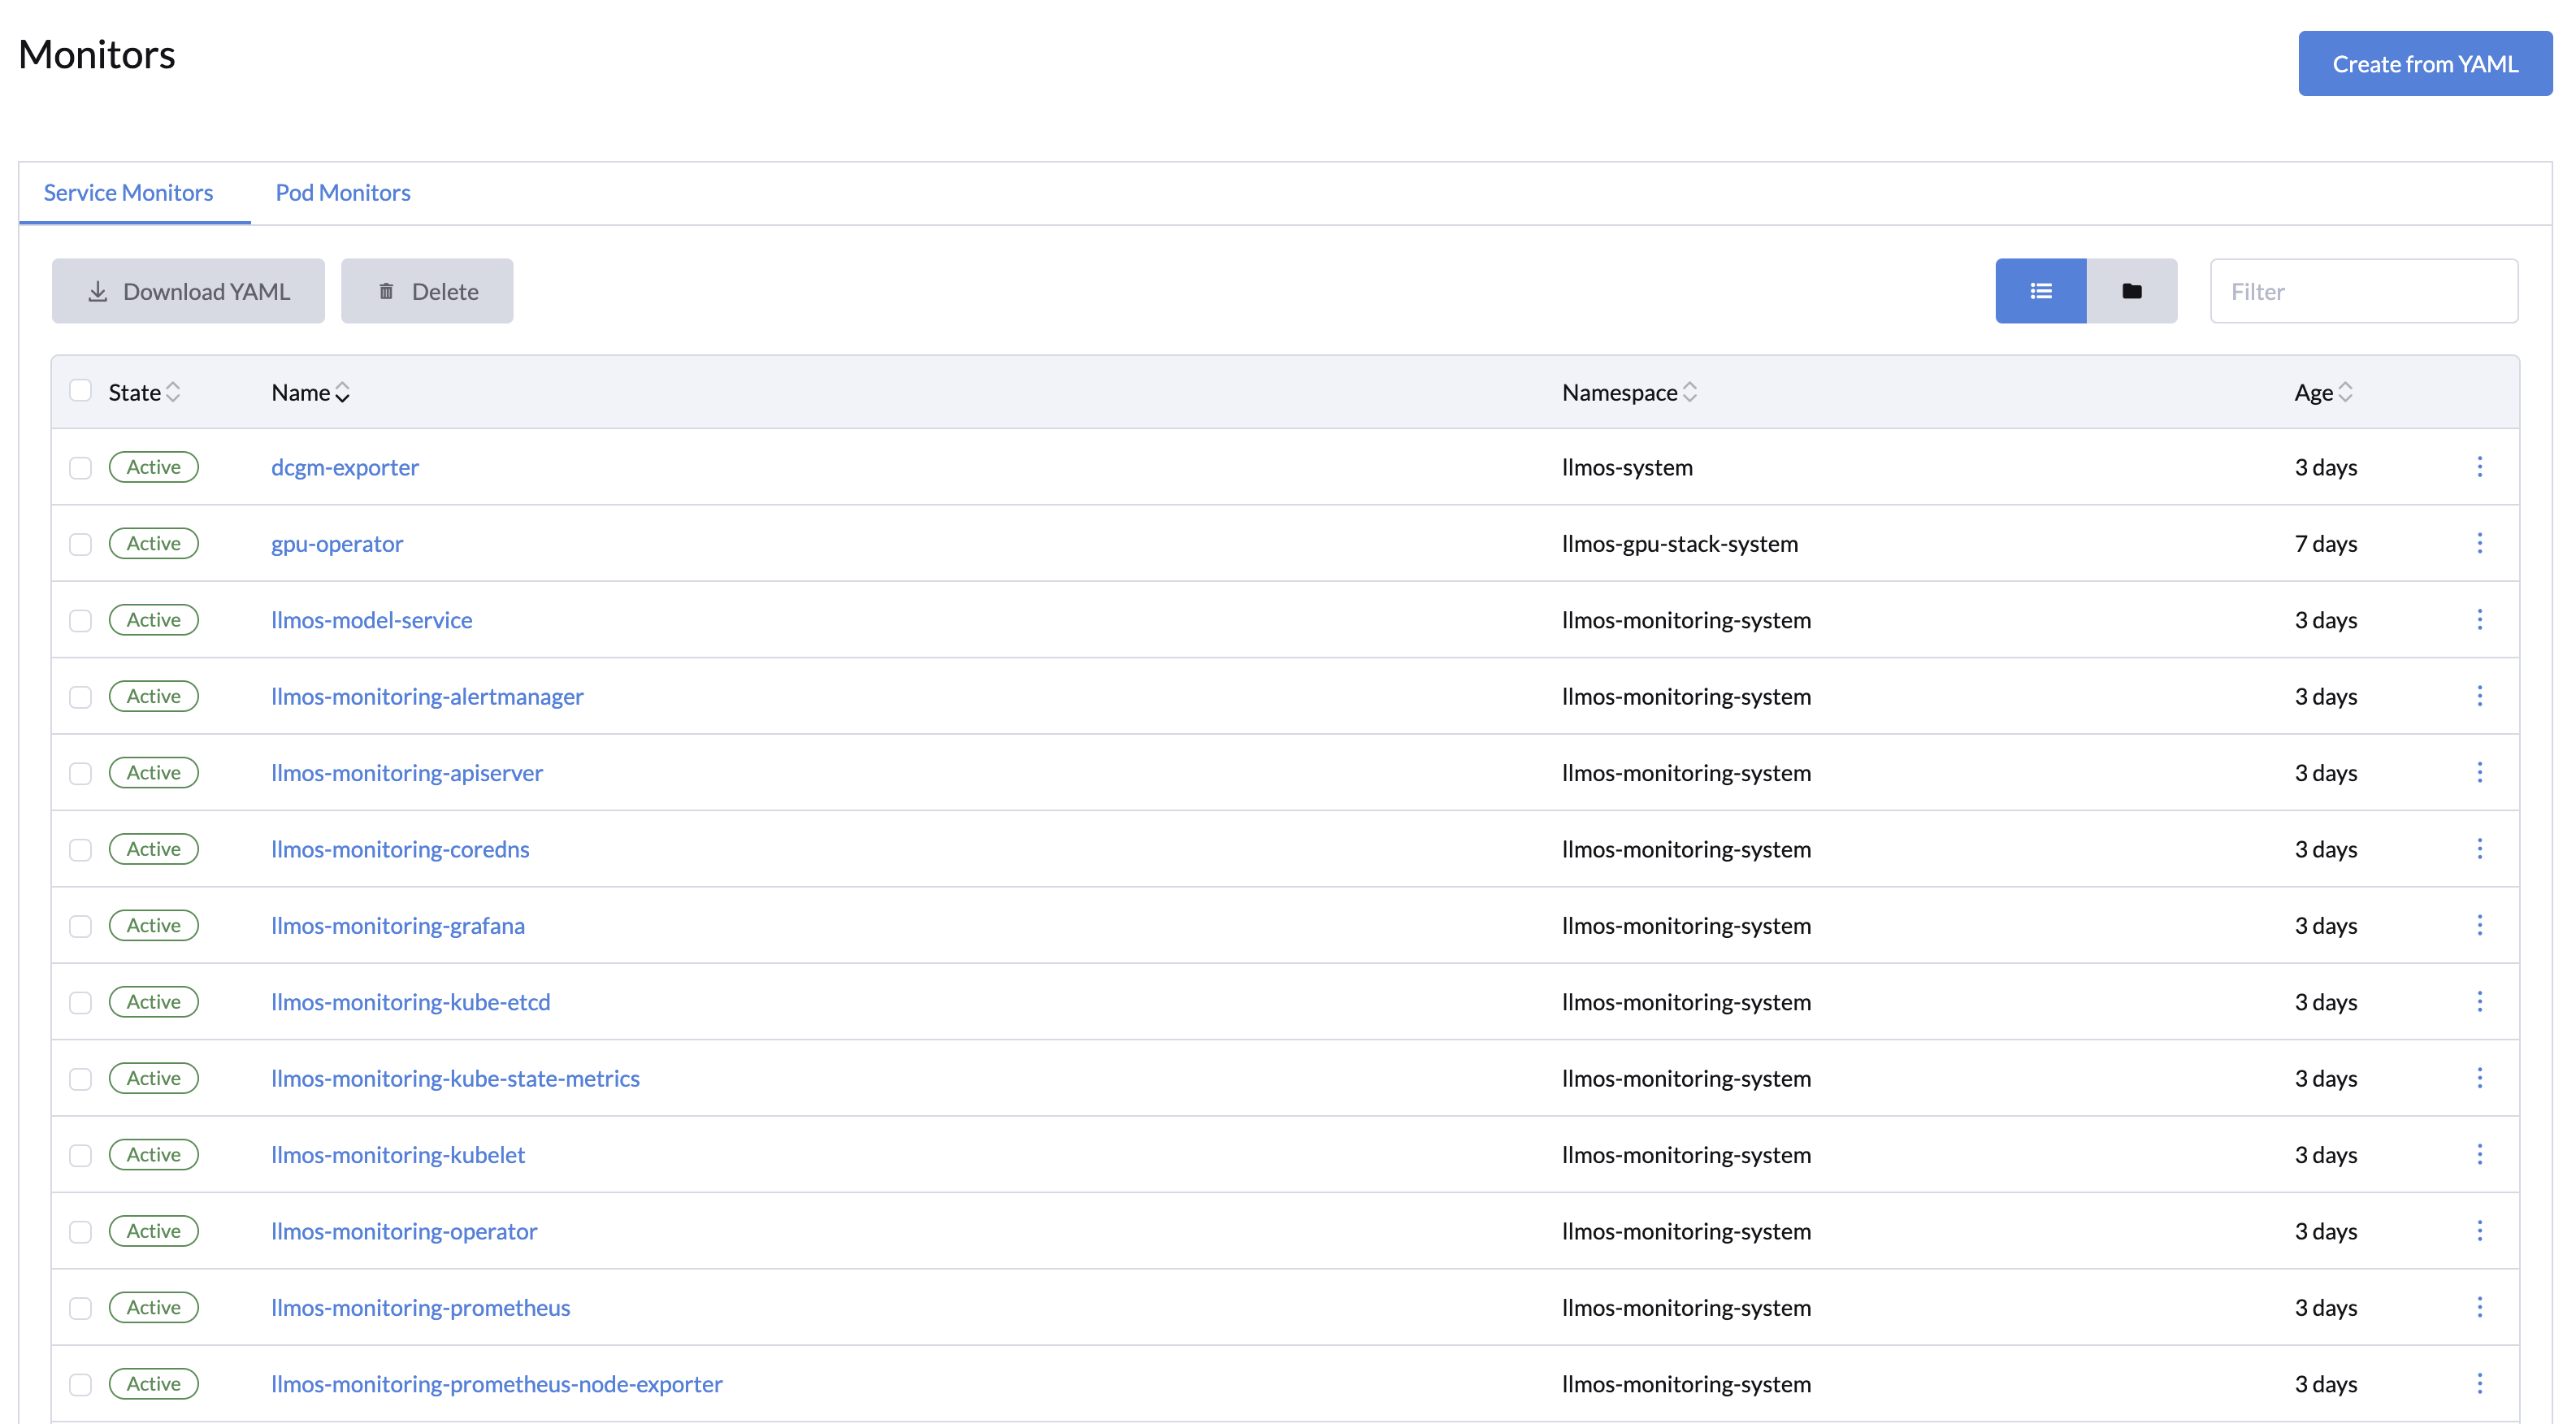 Monitors
Create from YAML
Service Monitors Pod Monitors
Download YAML Delete Filter
State Name Namespace Age
Active dcgm-exporter llmos-system 3 days
Active gpu-operator llmos-gpu-stack-system 7 days
Active llmos-model-service llmos-monitoring-system 3 days
Active llmos-monitoring-alertmanager llmos-monitoring-system 3 days
Active llmos-monitoring-apiserver llmos-monitoring-system 3 days
Active llmos-monitoring-coredns llmos-monitoring-system 3 days
Active llmos-monitoring-grafana llmos-monitoring-system 3 days
Active llmos-monitoring-kube-etcd llmos-monitoring-system 3 days
Active llmos-monitoring-kube-state-metrics llmos-monitoring-system 3 days
Active llmos-monitoring-kubelet llmos-monitoring-system 3 days
Active llmos-monitoring-operator llmos-monitoring-system 3 days
Active llmos-monitoring-prometheus llmos-monitoring-system 3 days
Active llmos-monitoring-prometheus-node-exporter llmos-monitoring-system 3 days